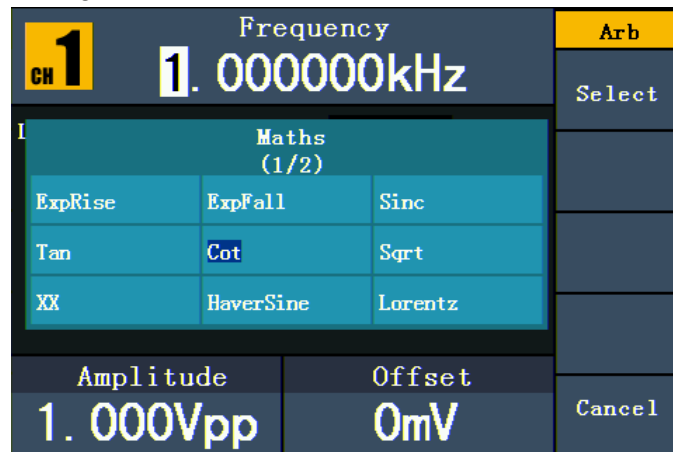 CH 1
Frequency
1.000000kHz
Arb
Select
Maths
(1/2)
ExpRise ExpFall Sinc
Tan Cot Sqrt
XX HaverSine Lorentz
Amplitude
1.000Vpp
Offset
0mV
Cancel